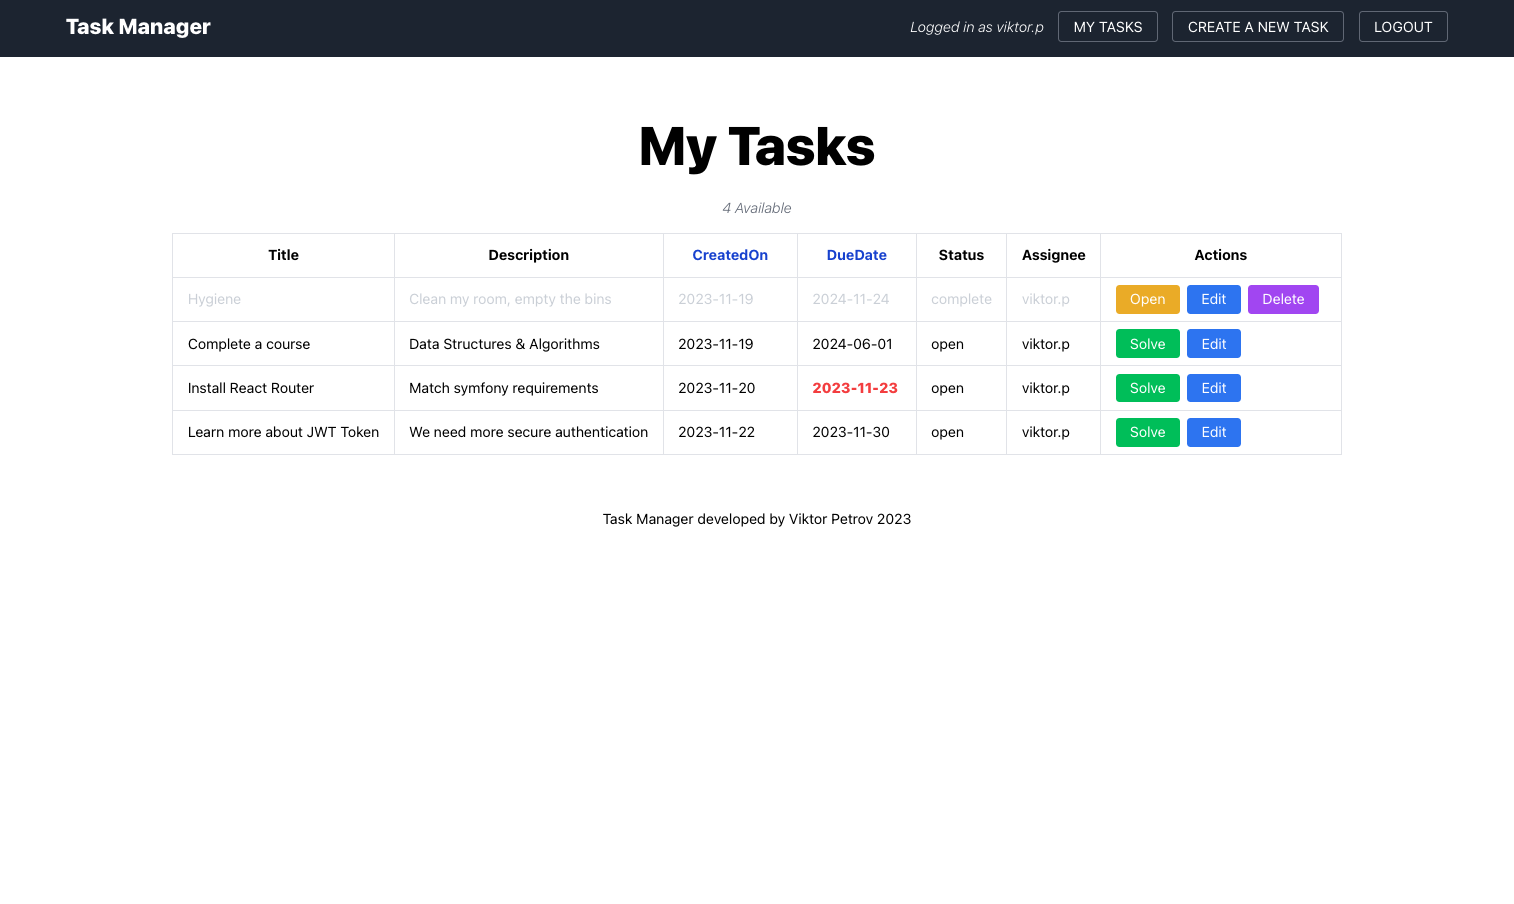 Task Manager
Logged in as viktor.p MY TASKS CREATE A NEW TASK LOGOUT
My Tasks
4 Available
Title Description CreatedOn DueDate Status Assignee Actions
Hygiene Clean my room, empty the bins 2023-11-19 2024-11-24 complete viktor.p Open Edit Delete
Complete a course Data Structures & Algorithms 2023-11-19 2024-06-01 open viktor.p Solve Edit
Install React Router Match symfony requirements 2023-11-20 2023-11-23 open viktor.p Solve Edit
Learn more about JWT Token We need more secure authentication 2023-11-22 2023-11-30 open viktor.p Solve Edit
Task Manager developed by Viktor Petrov 2023